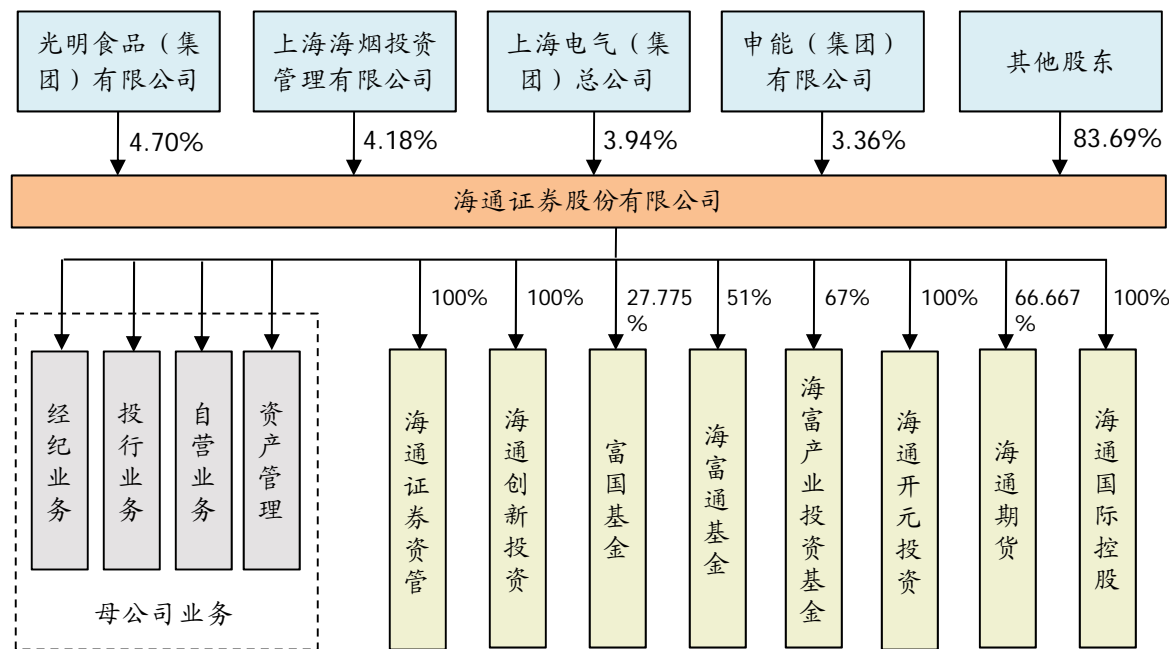 光明食品（集
团）有限公司
上海海烟投资
管理有限公司
上海电气（集
团）总公司
申能（集团）
有限公司
其他股东
4.70%
4.18%
3.94%
3.36%
83.69%
海通证券股份有限公司
100%
100%
27.775
%
51%
67%
100%
66.667
%
100%
经纪业务
投行业务
自营业务
资产管理
母公司业务
海通证券资管
海通创新投资
富国基金
海富通基金
海富产业投资基金
海通开元投资
海通期货
海通国际控股